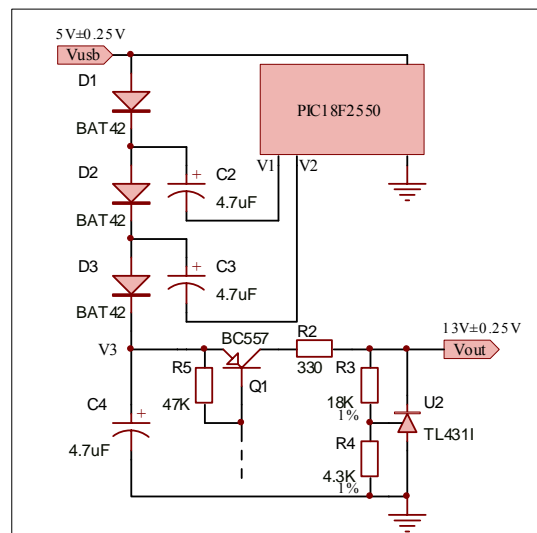 5V±0.25V
Vusb
D1
BAT42
PIC18F2550
V1 V2
D2
BAT42
+
C2
4.7uF
D3
BAT42
+
C3
4.7uF
V3
BC557
Q1
R5
47K
R2
330
13V±0.25V
Vout
R3
18K
1%
U2
TL431I
C4
+
4.7uF
R4
4.3K
1%